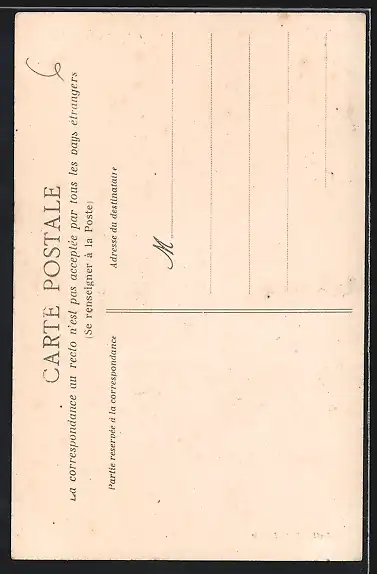 CARTE POSTALE
La correspondance au recto n'est pas acceptée par tous les pays étrangers
(Se renseigner à la Poste)
Partie reservée à la correspondance
Adresse du destinataire
M